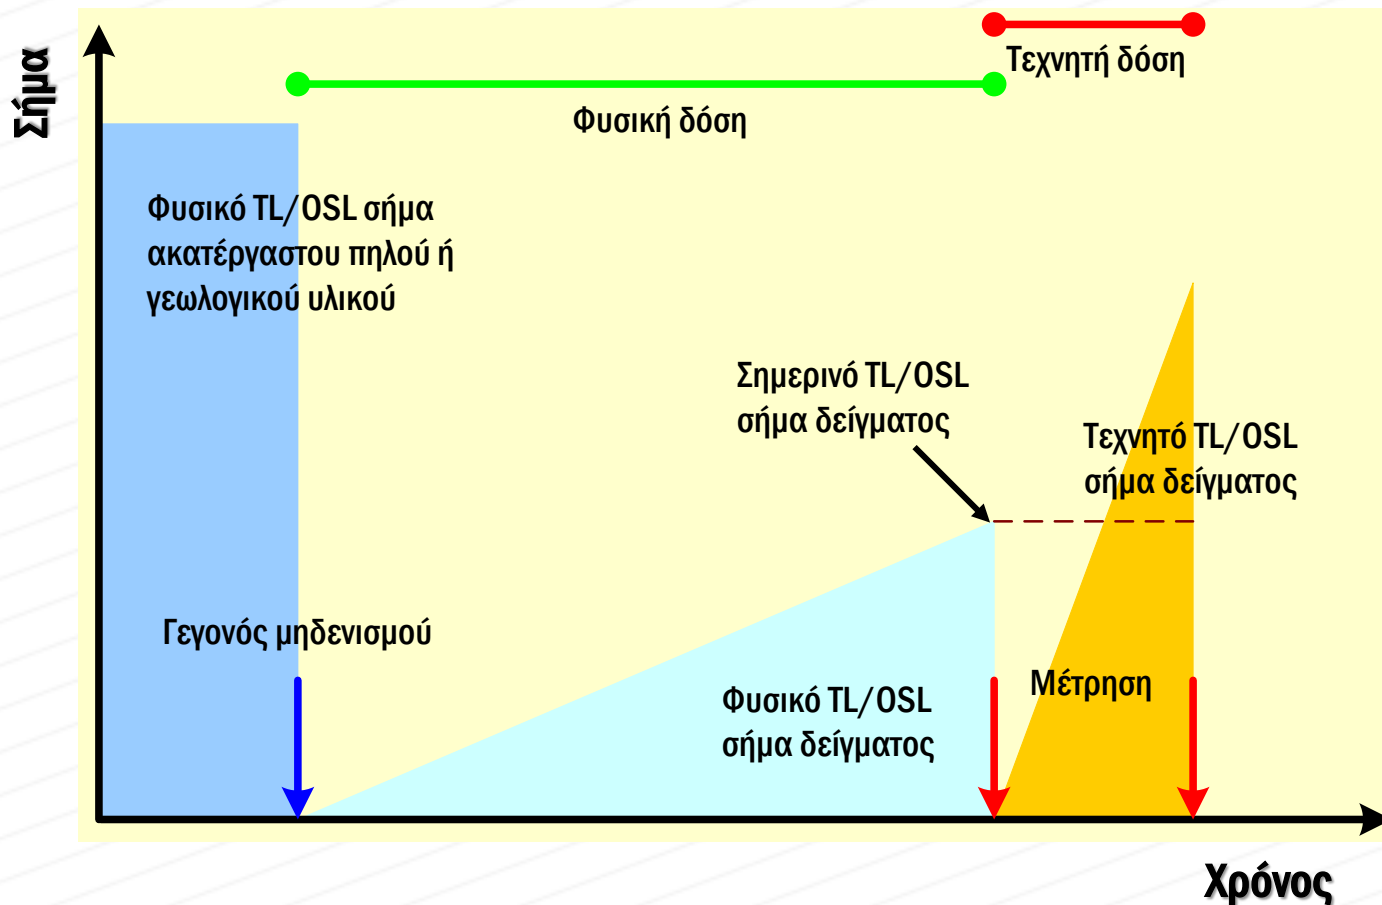 Σήμα
Τεχνητή δόση
Φυσική δόση
Φυσικό TL/OSL σήμα
ακατέργαστου πηλού ή
γεωλογικού υλικού
Σημερινό TL/OSL
σήμα δείγματος
Τεχνητό TL/OSL
σήμα δείγματος
Γεγονός μηδενισμού
Φυσικό TL/OSL
σήμα δείγματος
Μέτρηση
Χρόνος